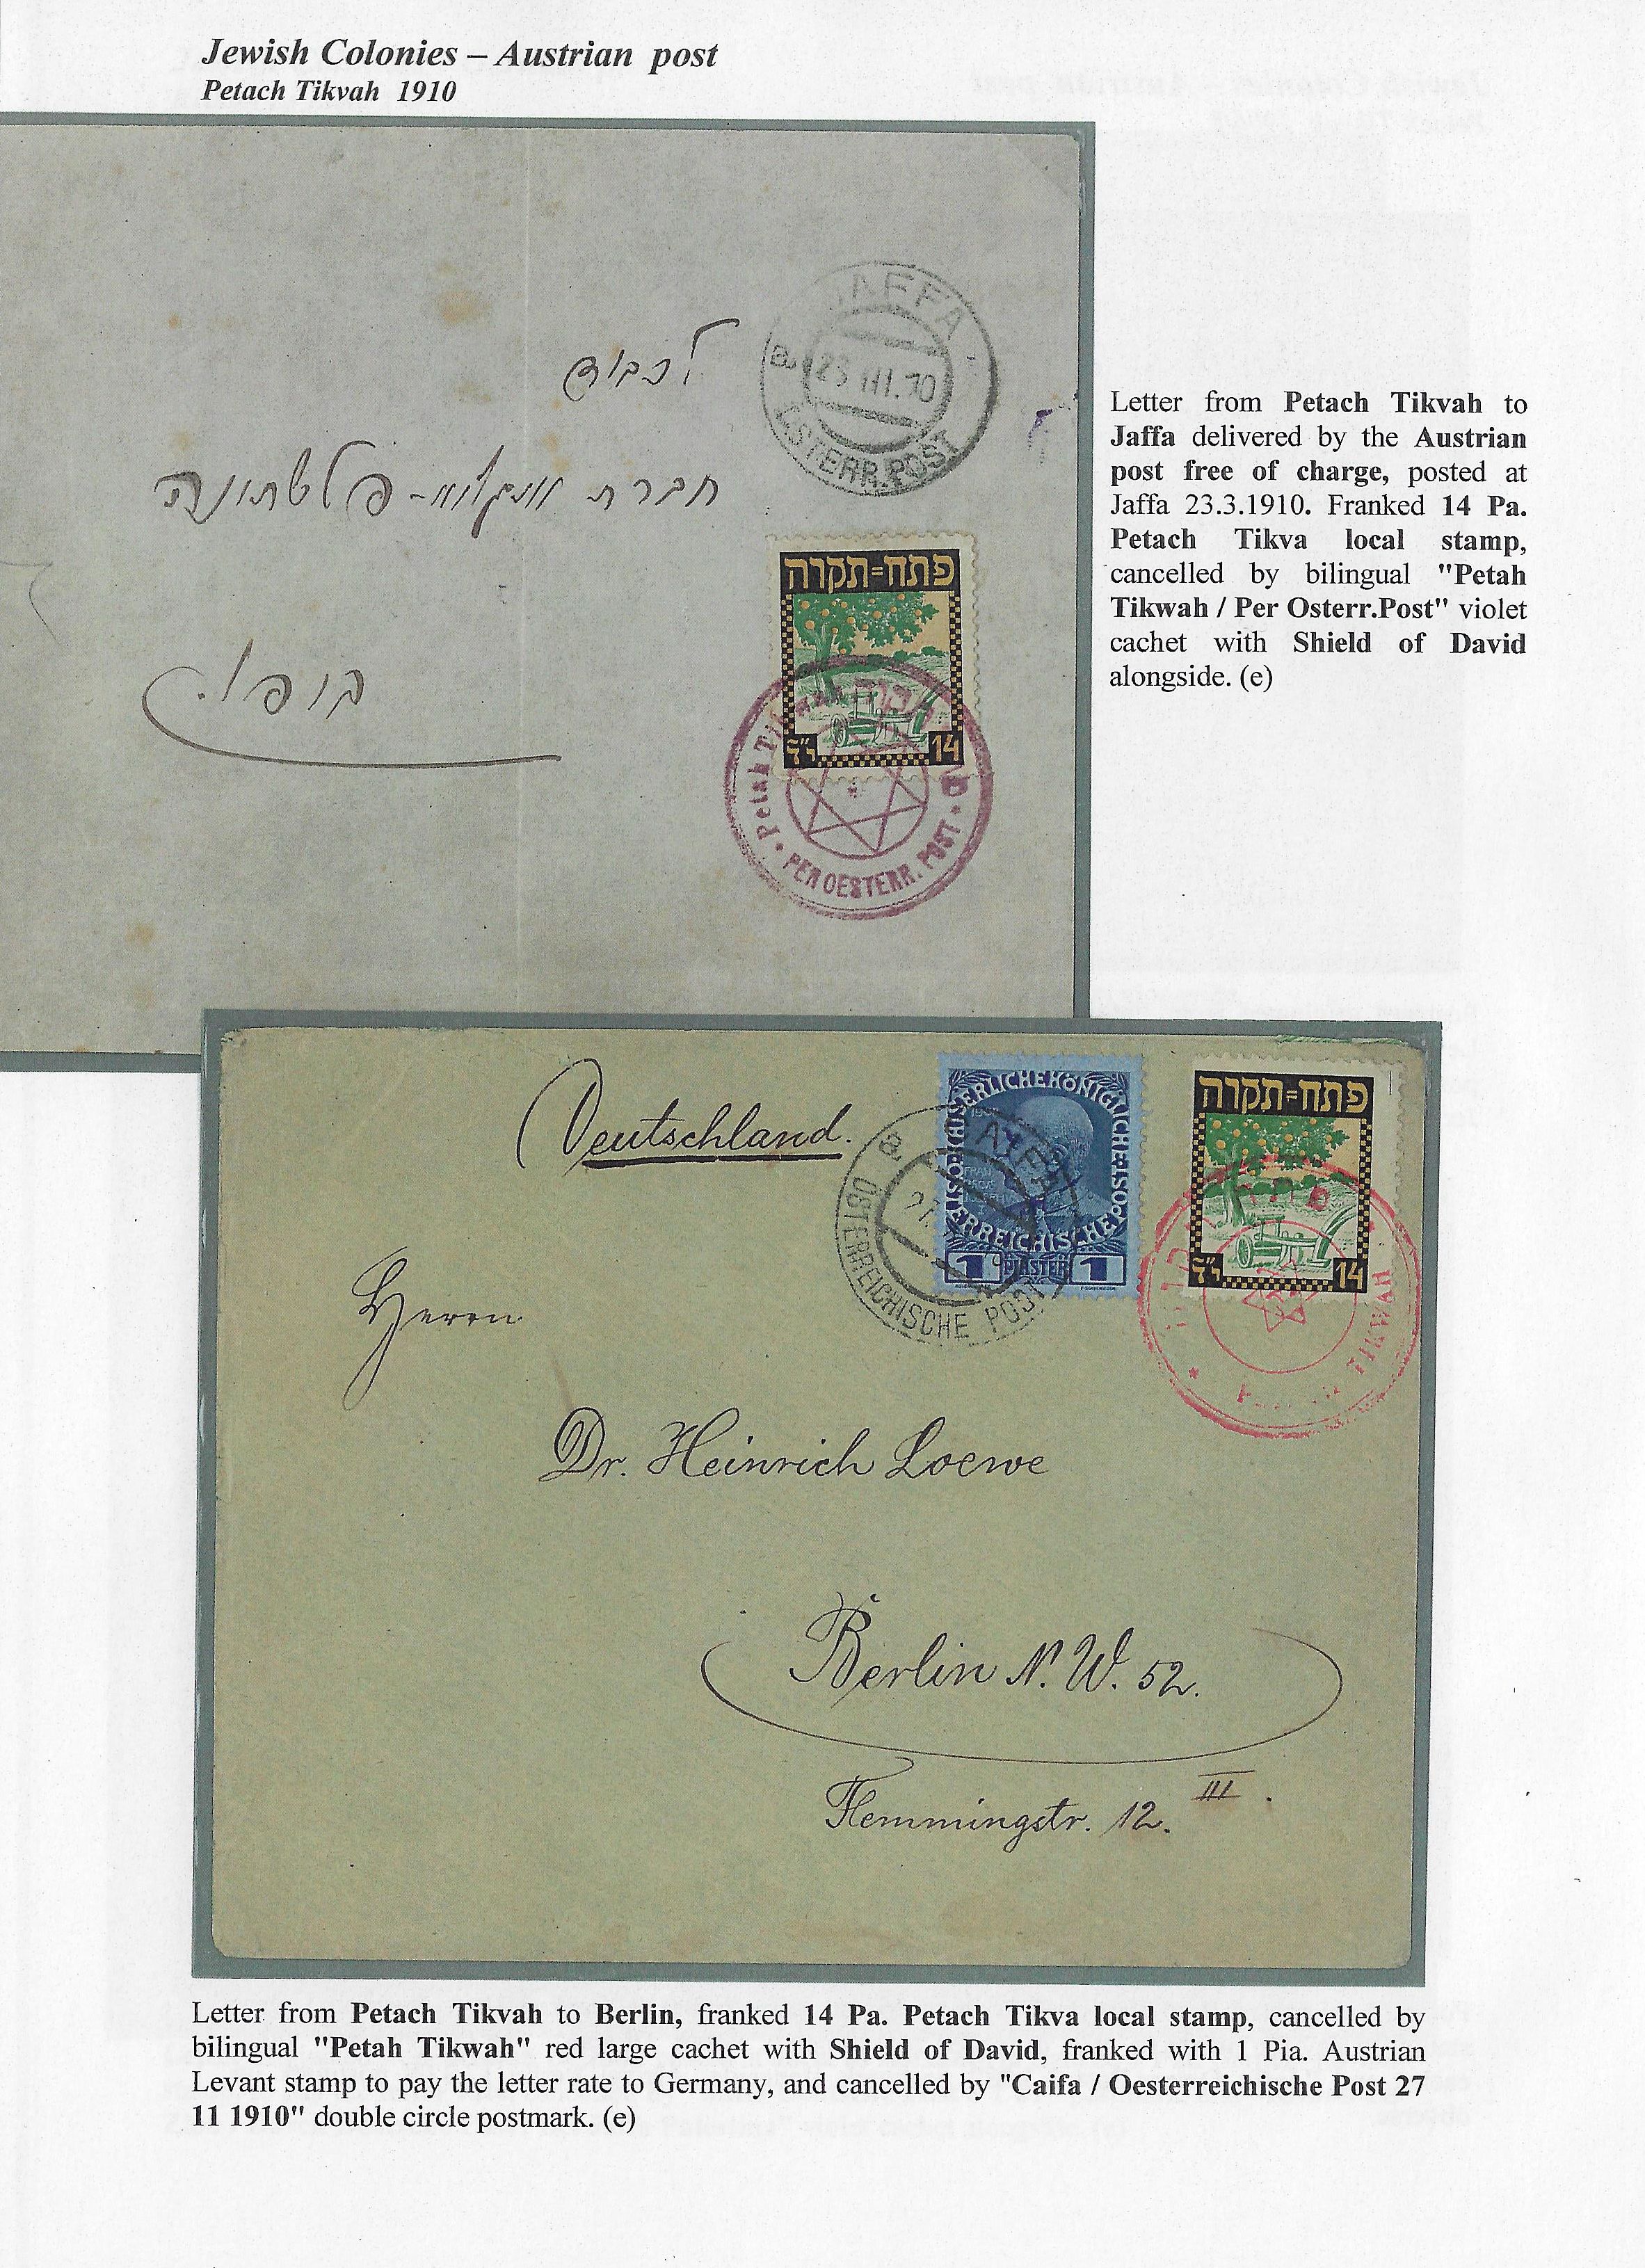 Jewish Colonies – Austrian post
Petach Tikvah 1910
JAFFA
a.
23 III.10
ÖSTERR.POST
לכבוד
חברת אנגלו-פלשתינה
ביפו.
פתח=תקוה
י"ד
14
Petah Tikwah
PER OESTERR. POST
Letter from Petach Tikvah to
Jaffa delivered by the Austrian
post free of charge, posted at
Jaffa 23.3.1910. Franked 14 Pa.
Petach Tikva local stamp,
cancelled by bilingual "Petah
Tikwah / Per Osterr.Post" violet
cachet with Shield of David
alongside. (e)
Deutschland.
KAISERLICHEKÖNIGLICHE ÖSTERREICHISCHE POST
1 PIASTER 1
a.
CAIFA
ÖSTERREICHISCHE POST
פתח=תקוה
י"ד
14
TIKWAH
Herrn
Dr. Heinrich Loewe
Berlin N.W. 52.
Flemmingstr. 12. III.
Letter from Petach Tikvah to Berlin, franked 14 Pa. Petach Tikva local stamp, cancelled by
bilingual "Petah Tikwah" red large cachet with Shield of David, franked with 1 Pia. Austrian
Levant stamp to pay the letter rate to Germany, and cancelled by "Caifa / Oesterreichische Post 27
11 1910" double circle postmark. (e)